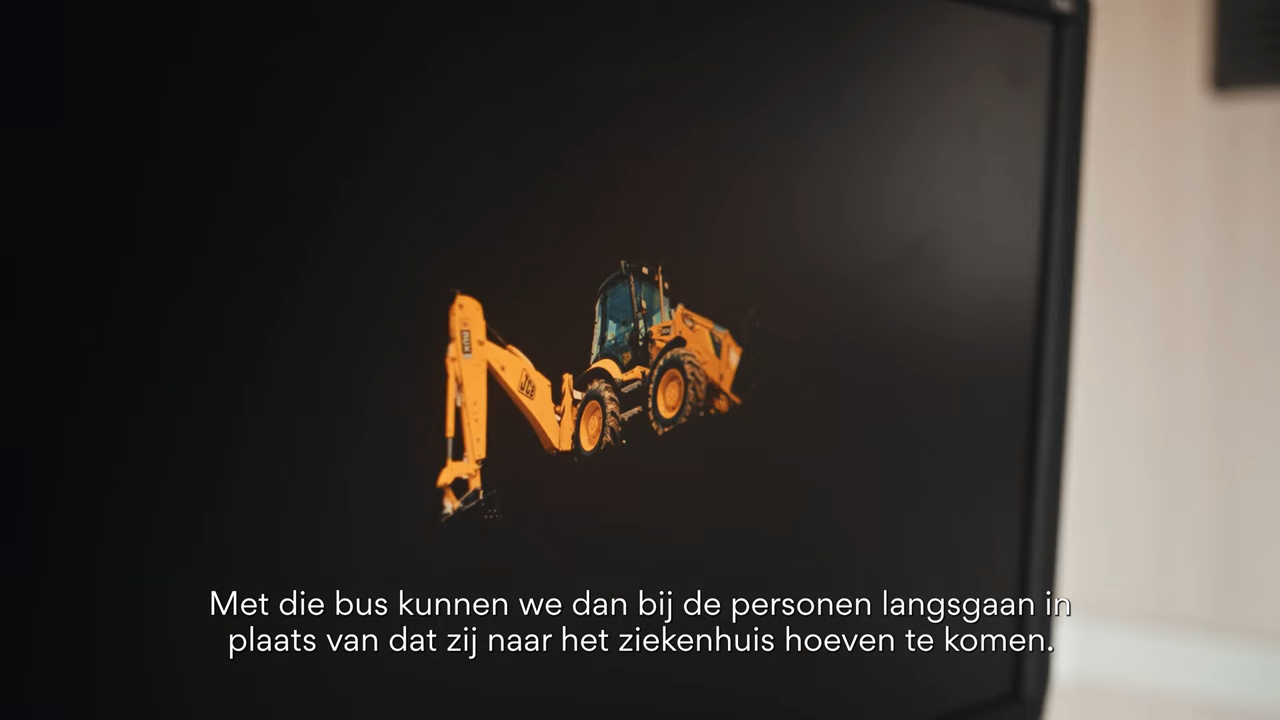 JCB
Met die bus kunnen we dan bij de personen langsgaan in
plaats van dat zij naar het ziekenhuis hoeven te komen.